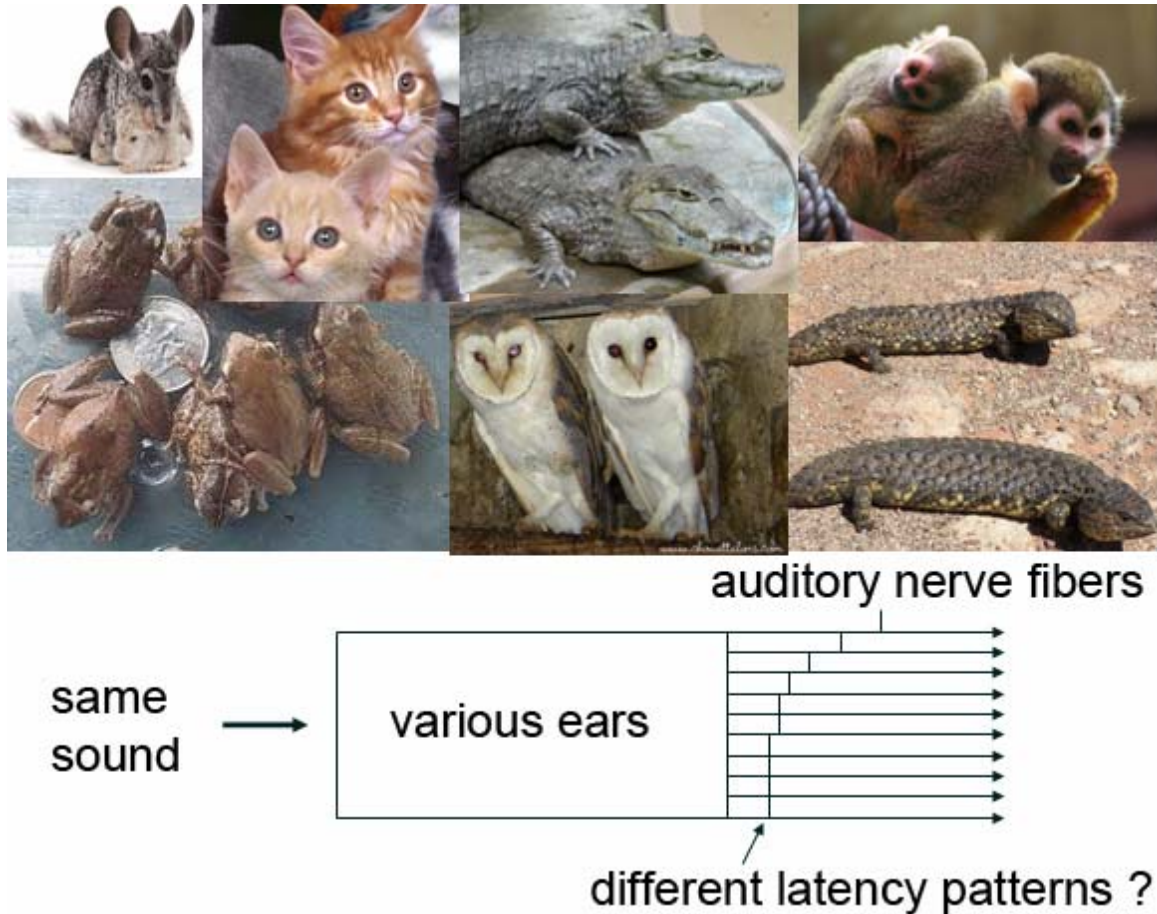 auditory nerve fibers
same
sound
various ears
different latency patterns ?